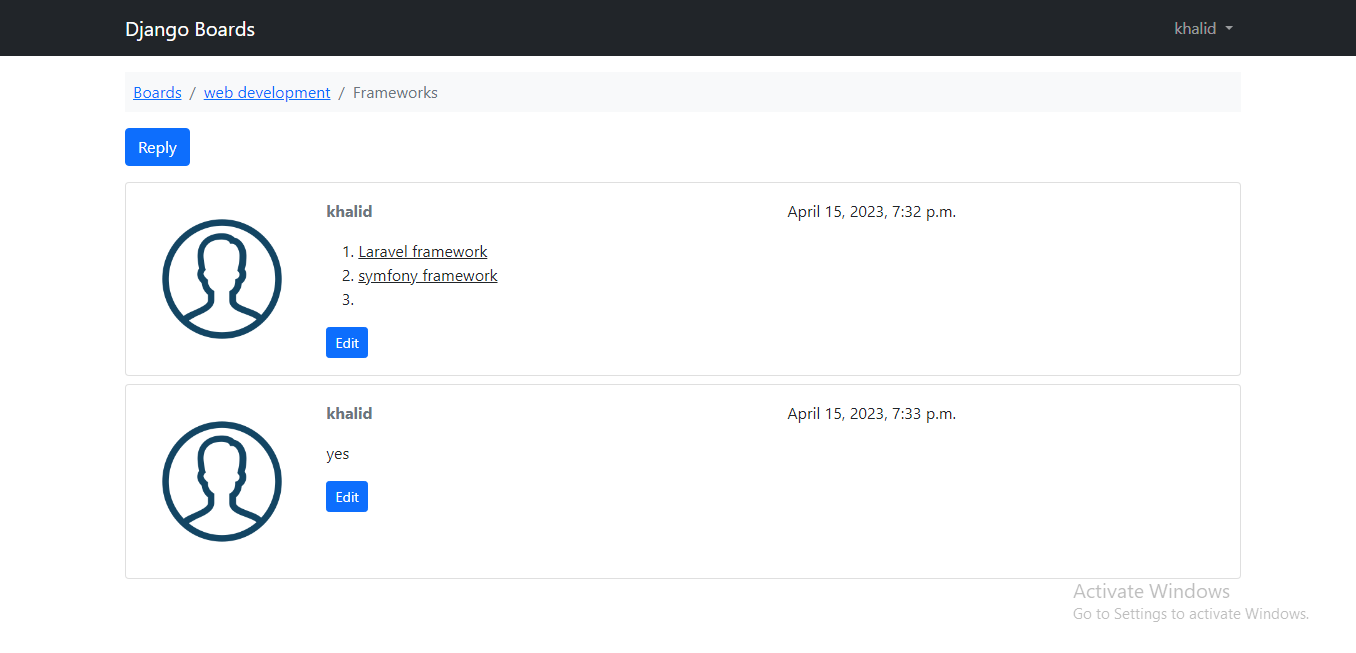 Django Boards
khalid
Boards / web development / Frameworks
Reply
khalid
April 15, 2023, 7:32 p.m.
1. Laravel framework
2. symfony framework
3.
Edit
khalid
April 15, 2023, 7:33 p.m.
yes
Edit
Activate Windows
Go to Settings to activate Windows.